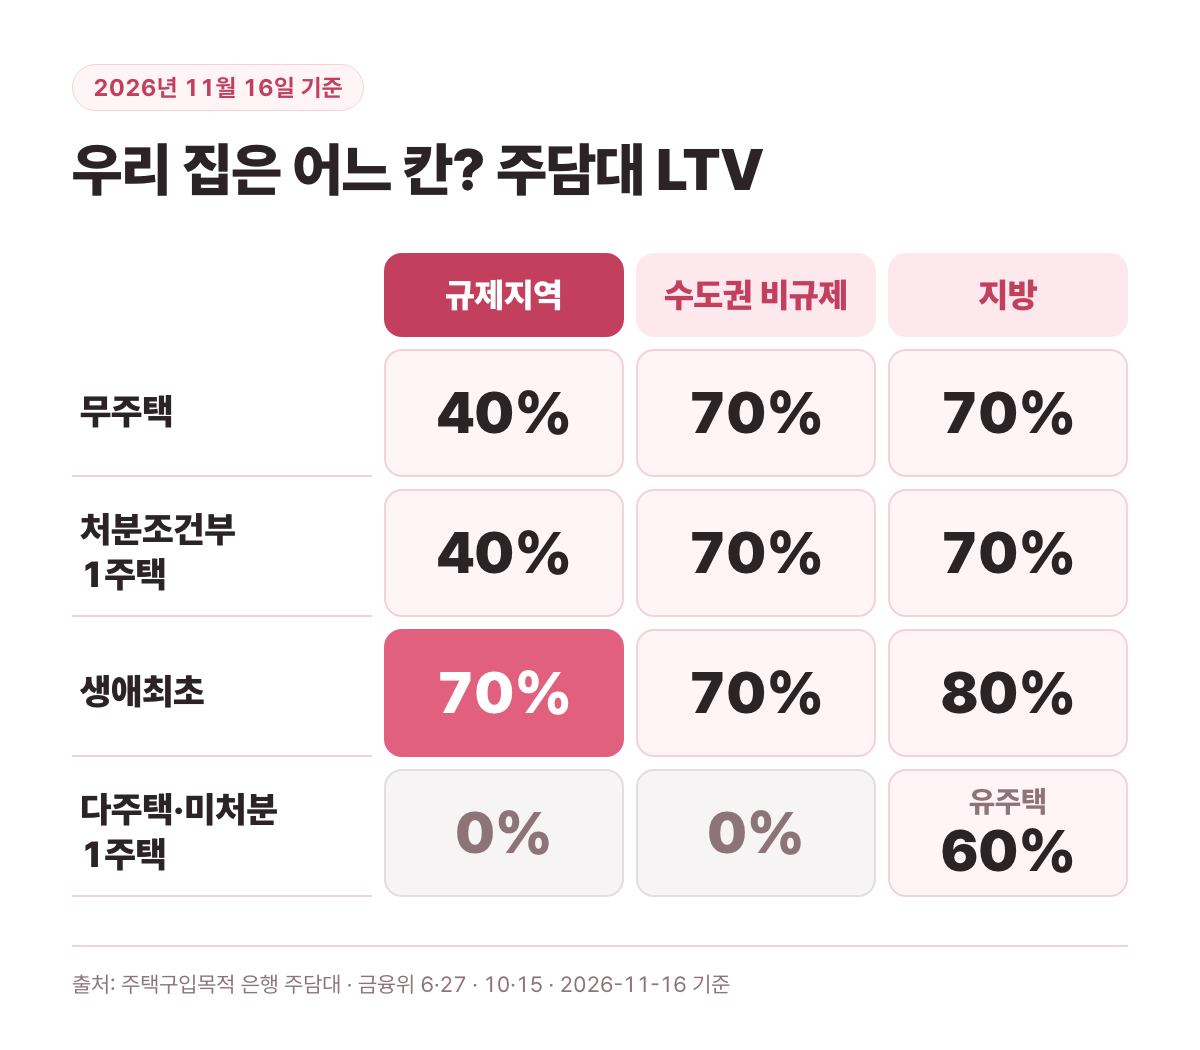 2026년 11월 16일 기준
우리 집은 어느 칸? 주담대 LTV
규제지역 수도권 비규제 지방
무주택 40% 70% 70%
처분조건부
1주택
40% 70% 70%
생애최초 70% 70% 80%
다주택·미처분
1주택
0% 0%
유주택
60%
출처: 주택구입목적 은행 주담대 · 금융위 6·27 · 10·15 · 2026-11-16 기준